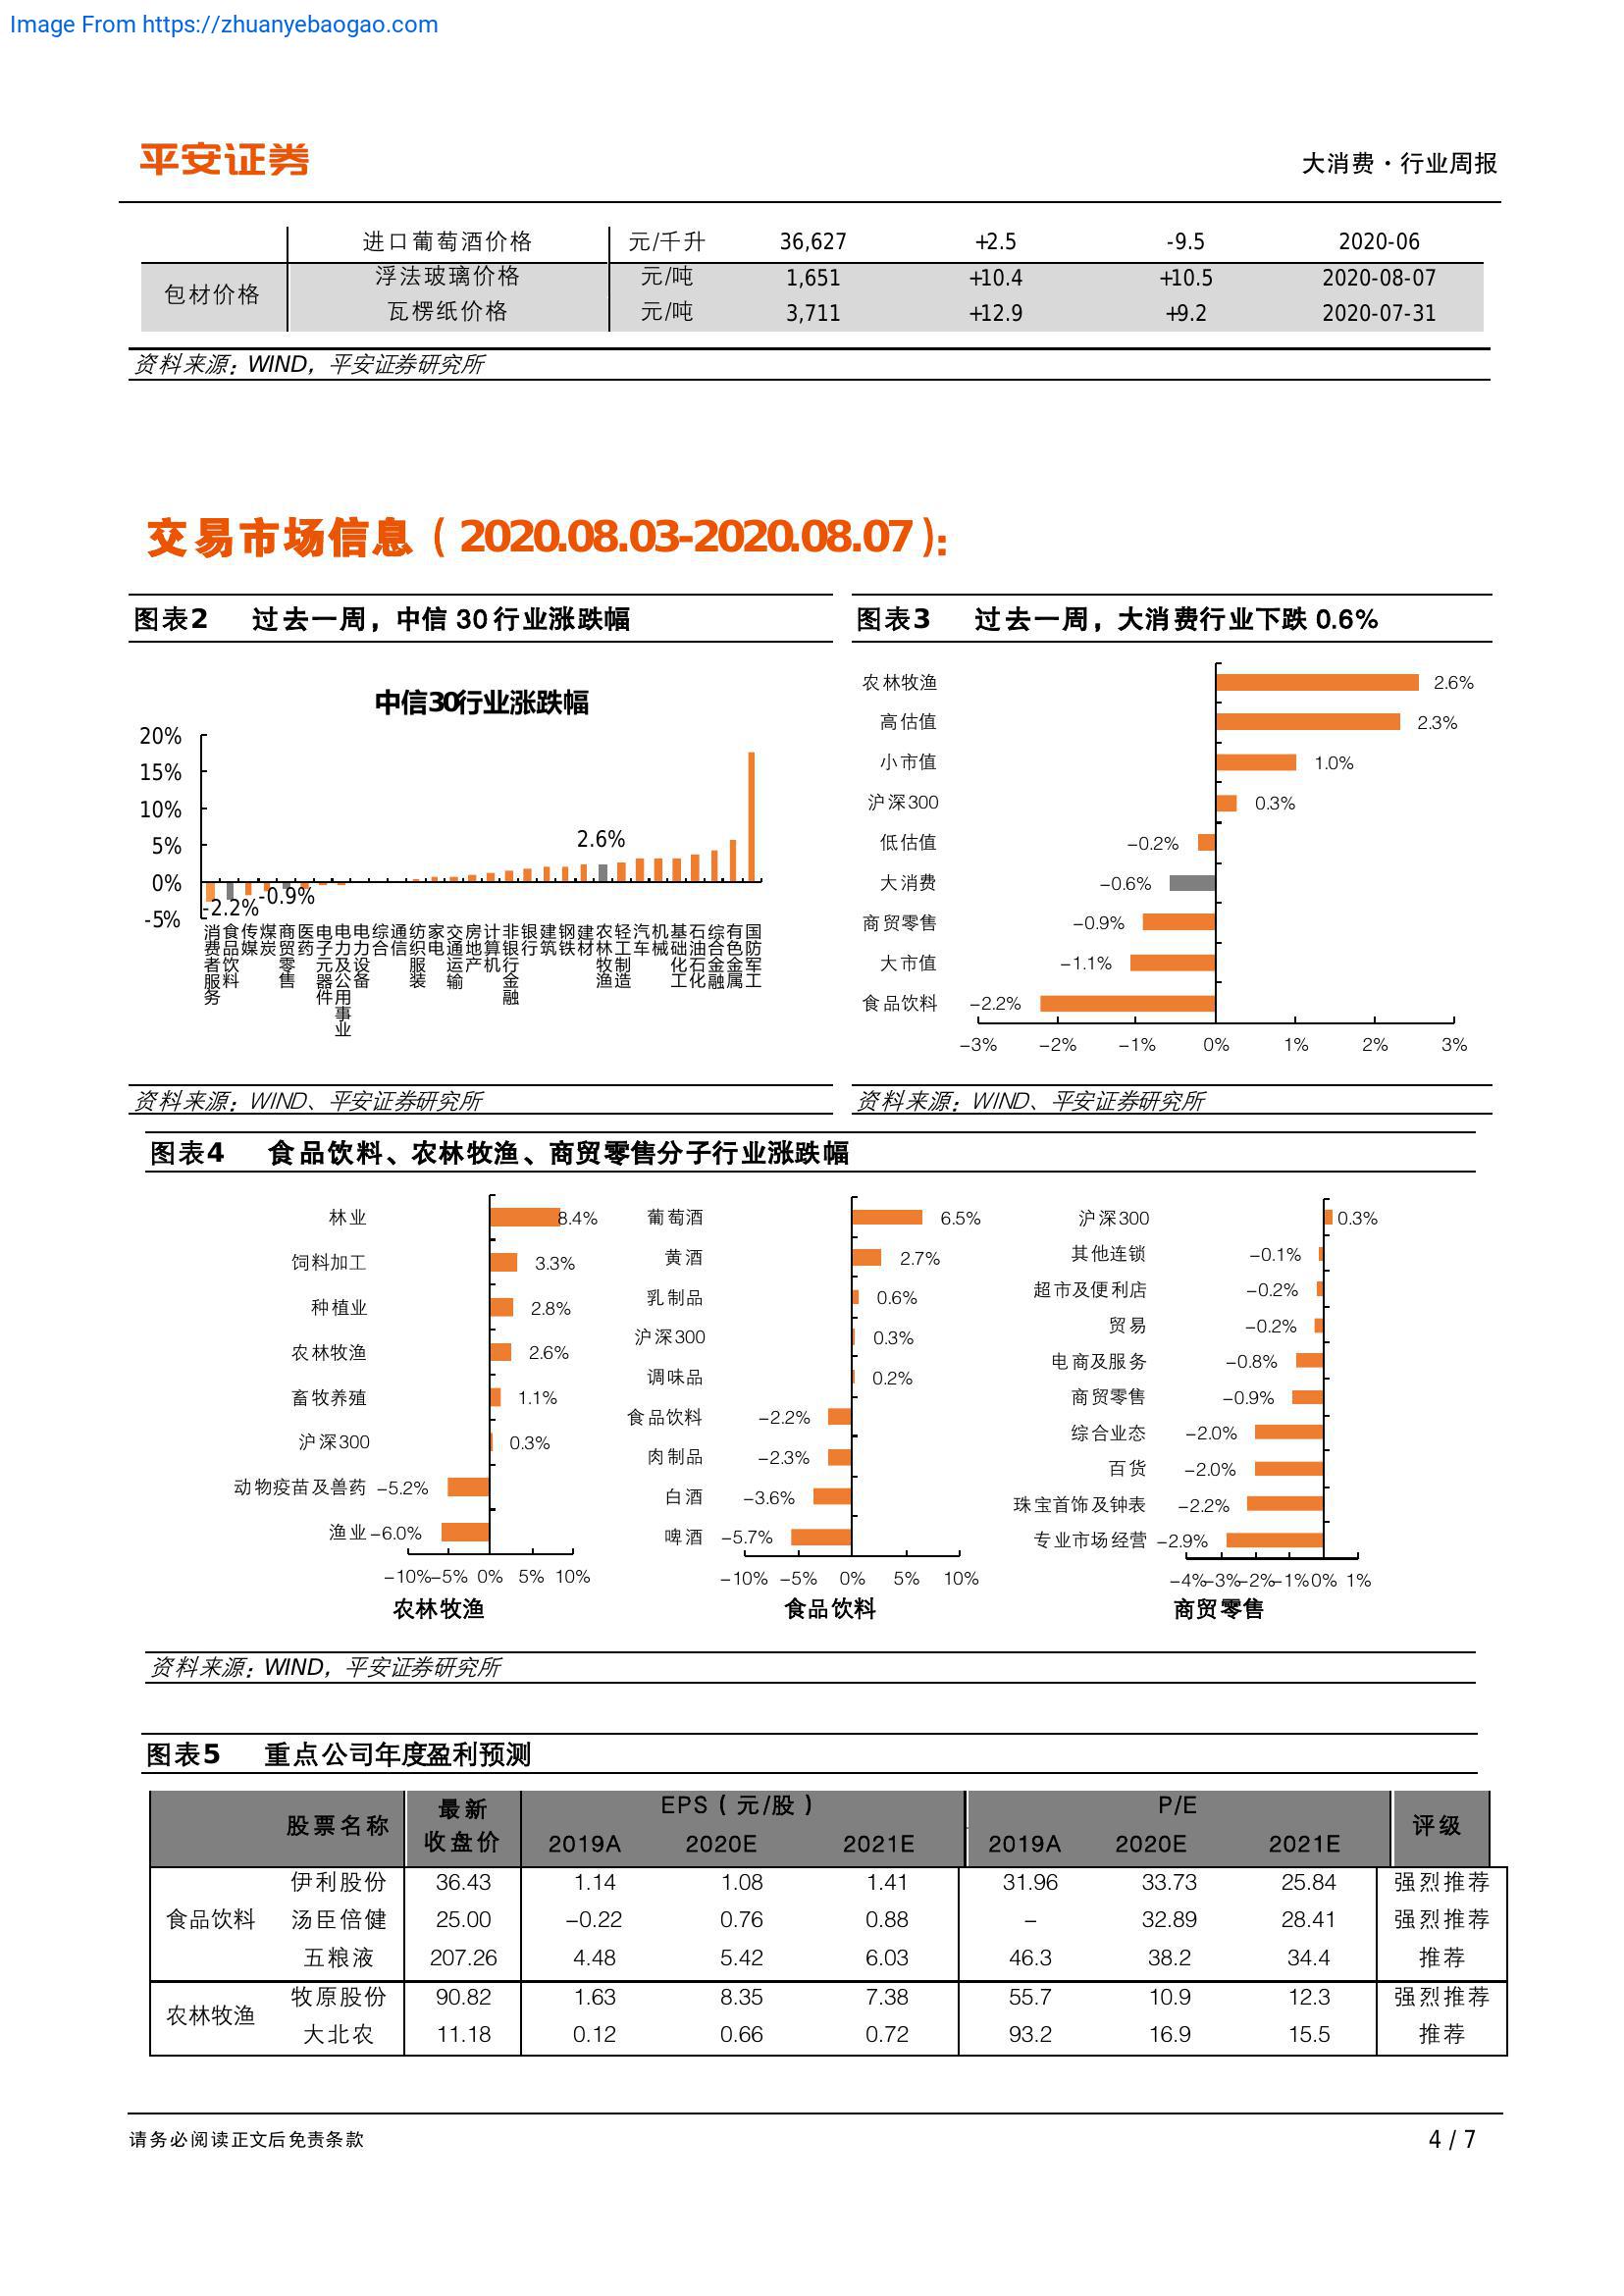 Image From https://zhuanyebaogao.com
平安证券
大消费·行业周报
进口葡萄酒价格 元/千升 36,627 +2.5 -9.5 2020-06
包材价格
浮法玻璃价格 元/吨 1,651 +10.4 +10.5 2020-08-07
瓦楞纸价格 元/吨 3,711 +12.9 +9.2 2020-07-31
资料来源：WIND，平安证券研究所
交易市场信息（2020.08.03-2020.08.07）：
图表2 过去一周，中信 30 行业涨跌幅
中信30行业涨跌幅
20%
15%
10%
5%
0%
-5%
-2.2%
-0.9%
2.6%
消费者服务
食品饮料
传媒
煤炭
商贸零售
医药
电子元器件
电力及公用事业
电力设备
综合
通信
纺织服装
家电
交通运输
房地产
计算机
非银行金融
银行
建筑
钢铁
建材
农林牧渔
轻工制造
汽车
机械
基础化工
石油石化
综合金融
有色金属
国防军工
资料来源：WIND、平安证券研究所
图表3 过去一周，大消费行业下跌 0.6%
农林牧渔 2.6%
高估值 2.3%
小市值 1.0%
沪深300 0.3%
低估值 -0.2%
大消费 -0.6%
商贸零售 -0.9%
大市值 -1.1%
食品饮料 -2.2%
-3% -2% -1% 0% 1% 2% 3%
资料来源：WIND、平安证券研究所
图表4 食品饮料、农林牧渔、商贸零售分子行业涨跌幅
林业 8.4%
饲料加工 3.3%
种植业 2.8%
农林牧渔 2.6%
畜牧养殖 1.1%
沪深300 0.3%
动物疫苗及兽药 -5.2%
渔业 -6.0%
-10% -5% 0% 5% 10%
农林牧渔
葡萄酒 6.5%
黄酒 2.7%
乳制品 0.6%
沪深300 0.3%
调味品 0.2%
食品饮料 -2.2%
肉制品 -2.3%
白酒 -3.6%
啤酒 -5.7%
-10% -5% 0% 5% 10%
食品饮料
沪深300 0.3%
其他连锁 -0.1%
超市及便利店 -0.2%
贸易 -0.2%
电商及服务 -0.8%
商贸零售 -0.9%
综合业态 -2.0%
百货 -2.0%
珠宝首饰及钟表 -2.2%
专业市场经营 -2.9%
-4% -3% -2% -1% 0% 1%
商贸零售
资料来源：WIND，平安证券研究所
图表5 重点公司年度盈利预测
股票名称 最新收盘价 EPS（元/股） P/E 评级
2019A 2020E 2021E 2019A 2020E 2021E
食品饮料
伊利股份 36.43 1.14 1.08 1.41 31.96 33.73 25.84 强烈推荐
汤臣倍健 25.00 -0.22 0.76 0.88 - 32.89 28.41 强烈推荐
五粮液 207.26 4.48 5.42 6.03 46.3 38.2 34.4 推荐
农林牧渔
牧原股份 90.82 1.63 8.35 7.38 55.7 10.9 12.3 强烈推荐
大北农 11.18 0.12 0.66 0.72 93.2 16.9 15.5 推荐
请务必阅读正文后免责条款
4 / 7